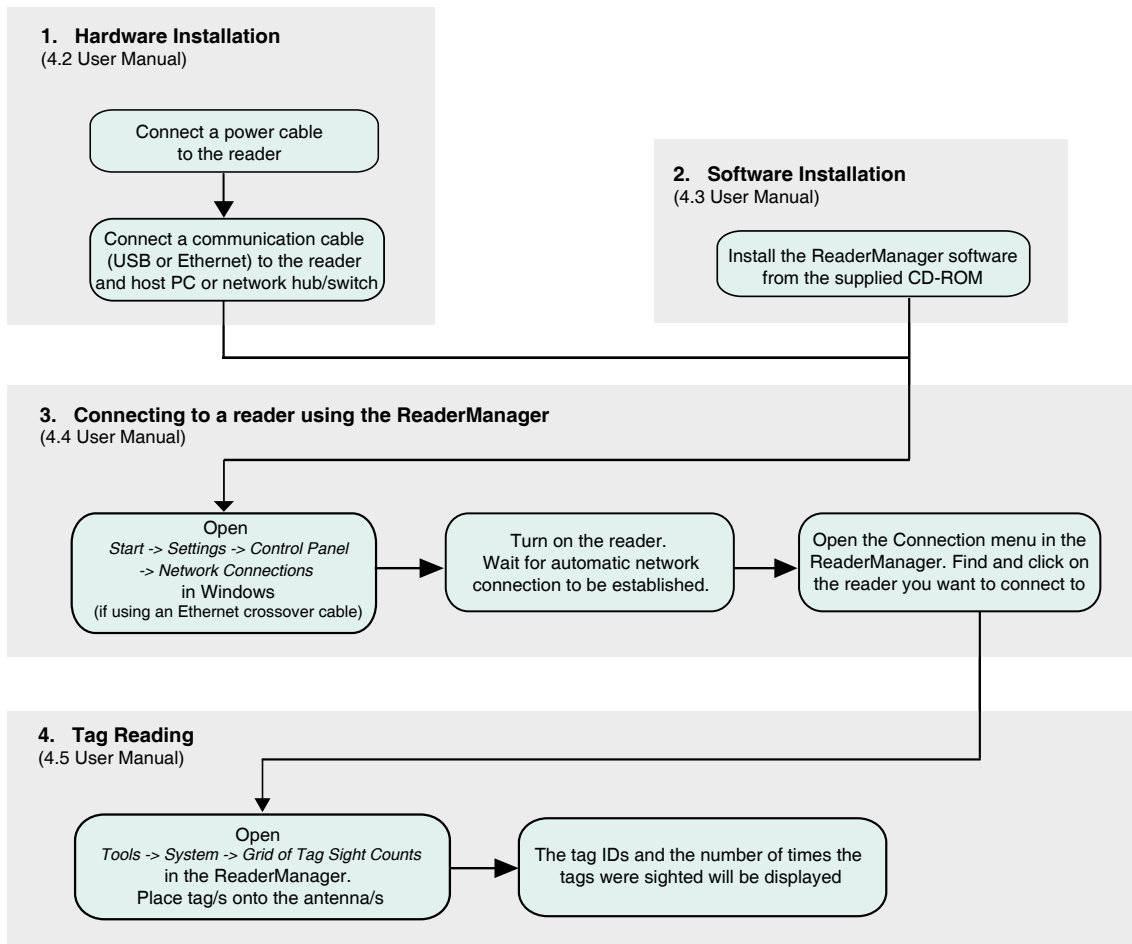 1. Hardware Installation
(4.2 User Manual)
Connect a power cable
to the reader
Connect a communication cable
(USB or Ethernet) to the reader
and host PC or network hub/switch
2. Software Installation
(4.3 User Manual)
Install the ReaderManager software
from the supplied CD-ROM
3. Connecting to a reader using the ReaderManager
(4.4 User Manual)
Open
Start -> Settings -> Control Panel
-> Network Connections
in Windows
(if using an Ethernet crossover cable)
Turn on the reader.
Wait for automatic network
connection to be established.
Open the Connection menu in the
ReaderManager. Find and click on
the reader you want to connect to
4. Tag Reading
(4.5 User Manual)
Open
Tools -> System -> Grid of Tag Sight Counts
in the ReaderManager.
Place tag/s onto the antenna/s
The tag IDs and the number of times the
tags were sighted will be displayed